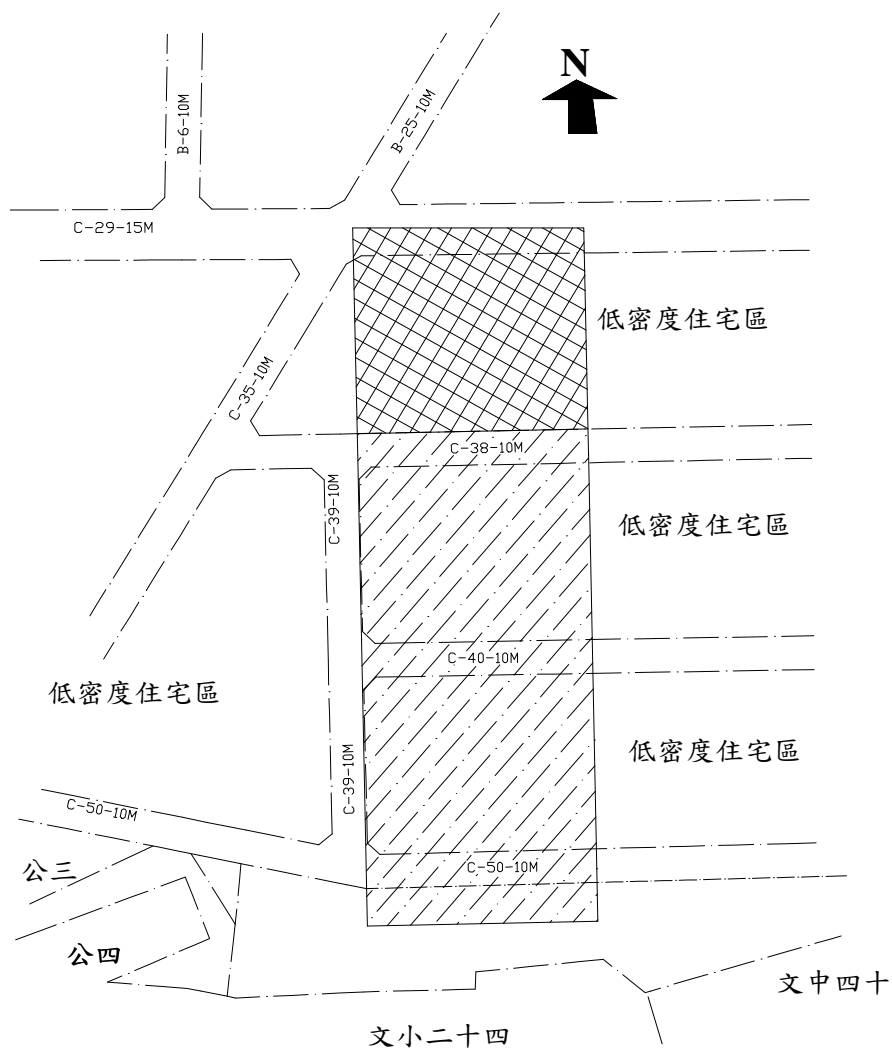 N
B-6-10M
B-25-10M
C-29-15M
低密度住宅區
C-35-10M
C-38-10M
C-39-10M
低密度住宅區
C-40-10M
低密度住宅區
低密度住宅區
C-39-10M
C-50-10M
C-50-10M
公三
公四
文中四十
文小二十四